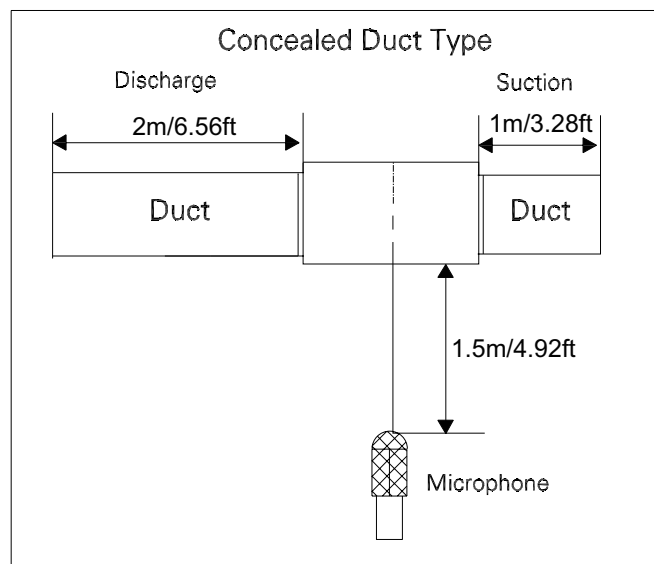 Concealed Duct Type
Discharge
Suction
2m/6.56ft
1m/3.28ft
Duct
Duct
1.5m/4.92ft
Microphone